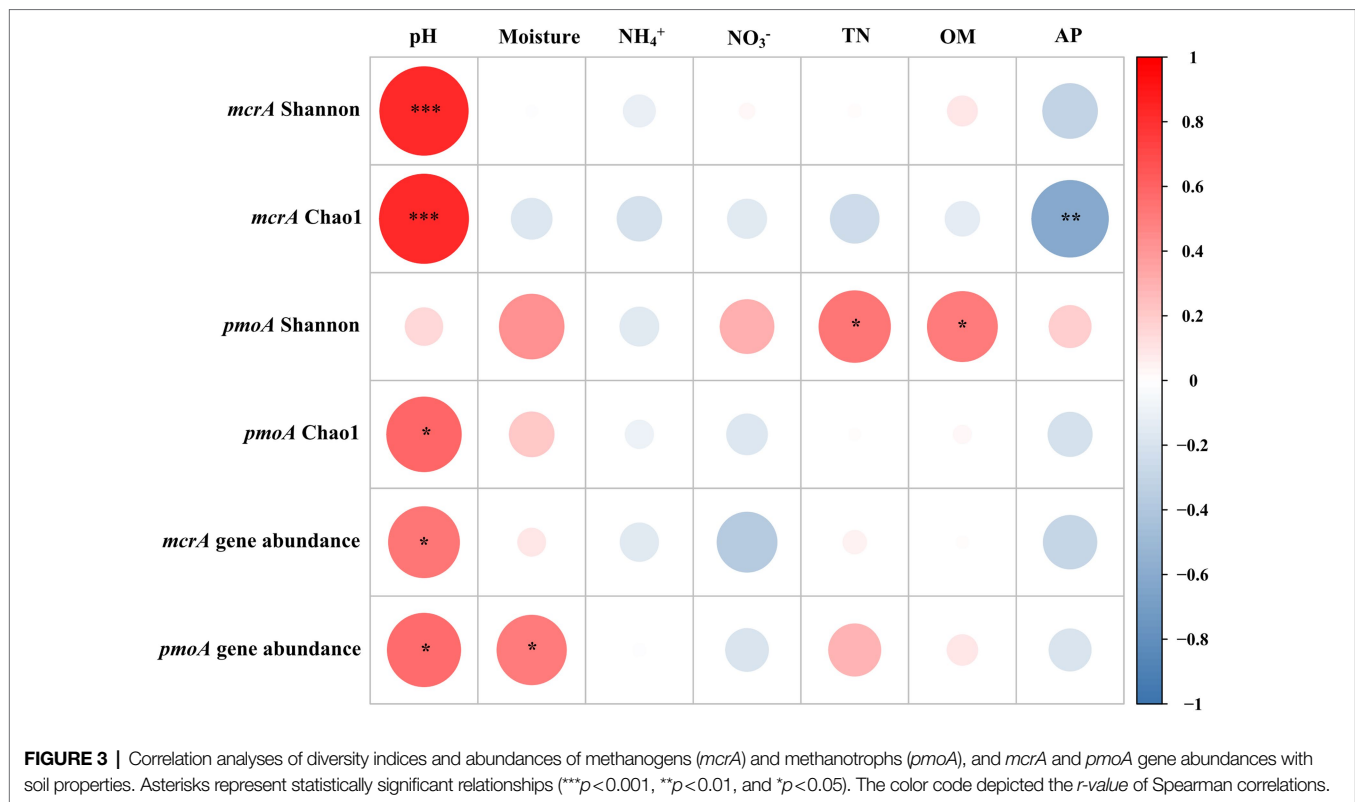 pH Moisture NH₄⁺ NO₃⁻ TN OM AP
mcrA Shannon *** 
mcrA Chao1 *** **
pmoA Shannon * *
pmoA Chao1 *
mcrA gene abundance *
pmoA gene abundance * *
1
0.8
0.6
0.4
0.2
0
−0.2
−0.4
−0.6
−0.8
−1
FIGURE 3 | Correlation analyses of diversity indices and abundances of methanogens (mcrA) and methanotrophs (pmoA), and mcrA and pmoA gene abundances with
soil properties. Asterisks represent statistically significant relationships (***p<0.001, **p<0.01, and *p<0.05). The color code depicted the r-value of Spearman correlations.